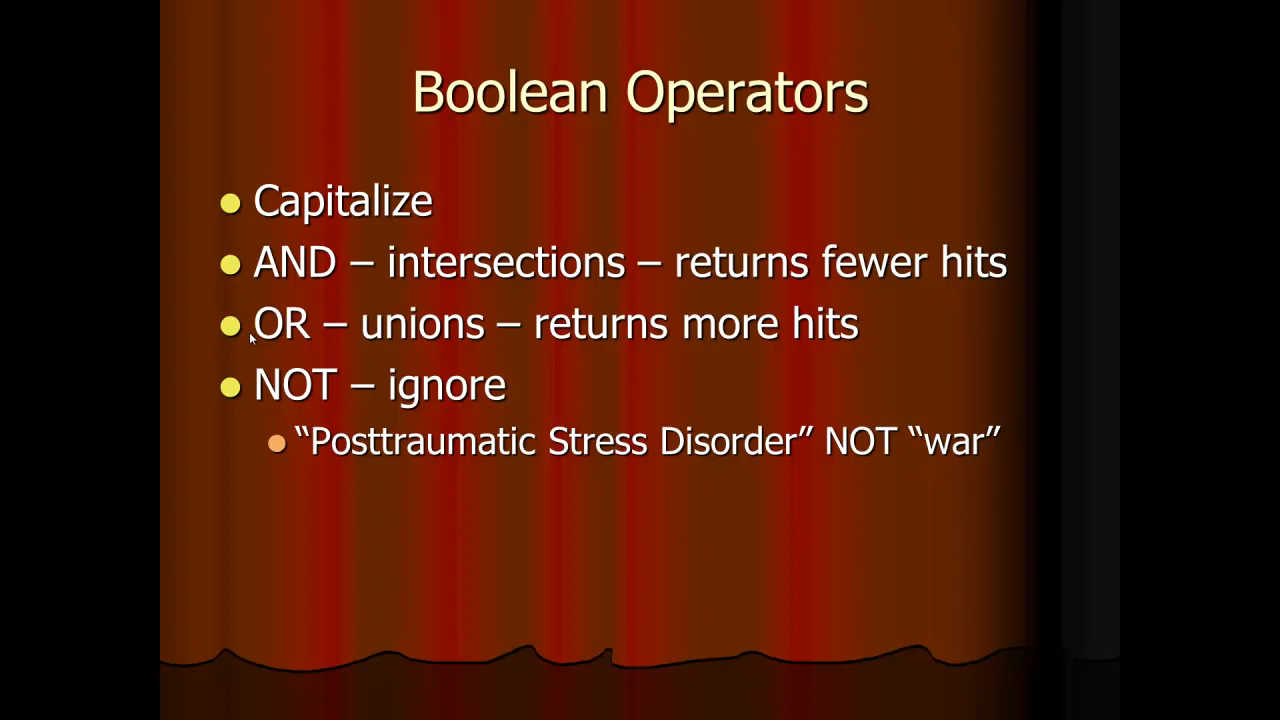 Boolean Operators
Capitalize
AND – intersections – returns fewer hits
OR – unions – returns more hits
NOT – ignore
“Posttraumatic Stress Disorder” NOT “war”